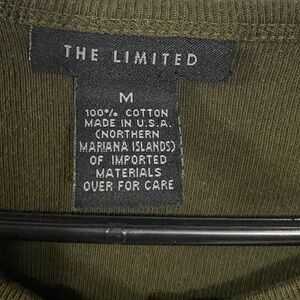 THE LIMITED
M
100% COTTON
MADE IN U.S.A.
(NORTHERN
MARIANA ISLANDS)
OF IMPORTED
MATERIALS
OVER FOR CARE